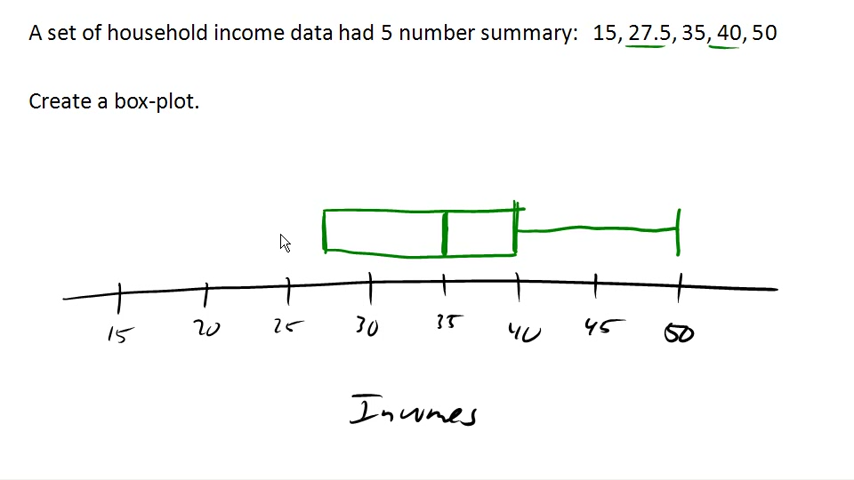 A set of household income data had 5 number summary: 15, 27.5, 35, 40, 50
Create a box-plot.
15 20 25 30 35 40 45 50
Incomes